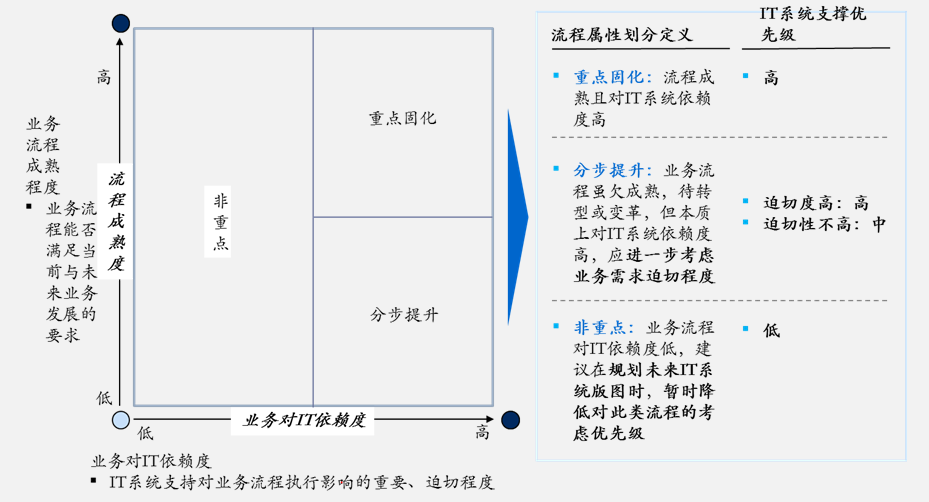 高
业务
流程
成熟
程度
▪ 业务流
程能否
满足当
前与未
来业务
发展的
要求
流程成熟度
低
非重点
重点固化
分步提升
低
业务对IT依赖度
高
业务对IT依赖度
▪ IT系统支持对业务流程执行影响的重要、迫切程度
流程属性划分定义
IT系统支撑优
先级
▪ 重点固化：流程成
熟且对IT系统依赖
度高
▪ 高
▪ 分步提升：业务流
程虽欠成熟，待转
型或变革，但本质
上对IT系统依赖度
高，应进一步考虑
业务需求迫切程度
▪ 迫切度高：高
▪ 迫切性不高：中
▪ 非重点：业务流程
对IT依赖度低，建
议在规划未来IT系
统版图时，暂时降
低对此类流程的考
虑优先级
▪ 低